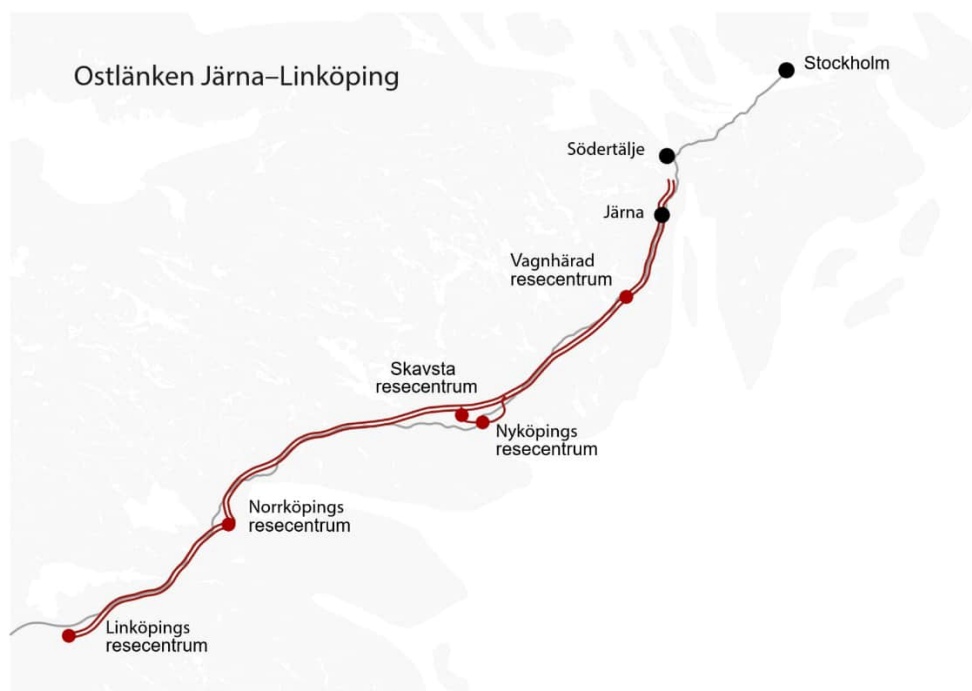 Ostlänken Järna–Linköping
Stockholm
Södertälje
Järna
Vagnhärad
resecentrum
Skavsta
resecentrum
Nyköpings
resecentrum
Norrköpings
resecentrum
Linköpings
resecentrum